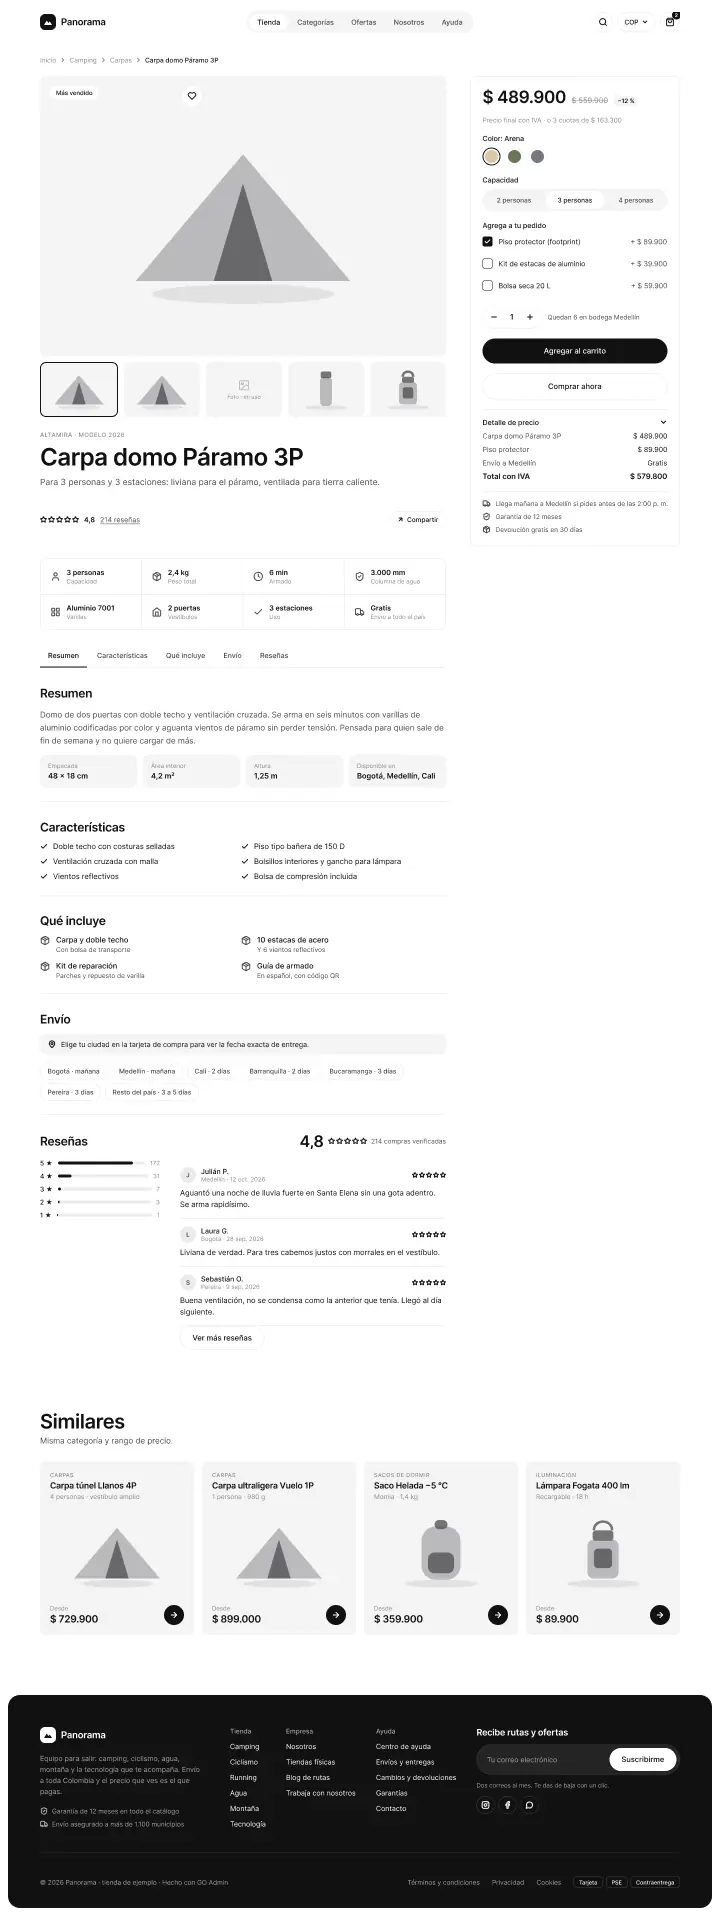 Panorama
Tienda
Categorías
Ofertas
Nosotros
Ayuda
COP
2
Inicio > Camping > Carpas > Carpa domo Páramo 3P
Más vendido
ALTAMIRA · MODELO 2026
Carpa domo Páramo 3P
Para 3 personas y 3 estaciones: liviana para el páramo, ventilada para tierra caliente.
4,8 214 reseñas
Compartir
$ 489.900 $ 559.900 −12 %
Precio final con IVA · o 3 cuotas de $ 163.300
Color: Arena
Capacidad
2 personas
3 personas
4 personas
Agrega a tu pedido
Piso protector (footprint) + $ 89.900
Kit de estacas de aluminio + $ 39.900
Bolsa seca 20 L + $ 59.900
− 1 + Quedan 6 en bodega Medellín
Agregar al carrito
Comprar ahora
Detalle de precio
Carpa domo Páramo 3P $ 489.900
Piso protector $ 89.900
Envío a Medellín Gratis
Total con IVA $ 579.800
Llega mañana a Medellín si pides antes de las 2:00 p. m.
Garantía de 12 meses
Devolución gratis en 30 días
3 personas
Capacidad
2,4 kg
Peso total
6 min
Armado
3.000 mm
Columna de agua
Aluminio 7001
Varillas
2 puertas
Vestíbulos
3 estaciones
Uso
Gratis
Envío a todo el país
Resumen
Características
Qué incluye
Envío
Reseñas
Resumen
Domo de dos puertas con doble techo y ventilación cruzada. Se arma en seis minutos con varillas de
aluminio codificadas por color y aguanta vientos de páramo sin perder tensión. Pensada para quien sale de
fin de semana y no quiere cargar de más.
Empacada
48 × 18 cm
Área interior
4,2 m²
Altura
1,25 m
Disponible en
Bogotá, Medellín, Cali
Características
Doble techo con costuras selladas
Piso tipo bañera de 150 D
Ventilación cruzada con malla
Bolsillos interiores y gancho para lámpara
Vientos reflectivos
Bolsa de compresión incluida
Qué incluye
Carpa y doble techo
Con bolsa de transporte
10 estacas de acero
Y 6 vientos reflectivos
Kit de reparación
Parches y repuesto de varilla
Guía de armado
En español, con código QR
Envío
Elige tu ciudad en la tarjeta de compra para ver la fecha exacta de entrega.
Bogotá · mañana
Medellín · mañana
Cali · 2 días
Barranquilla · 2 días
Bucaramanga · 3 días
Pereira · 3 días
Resto del país · 3 a 5 días
Reseñas
4,8 214 compras verificadas
5 ★ 172
4 ★ 31
3 ★ 7
2 ★ 3
1 ★ 1
J
Julián P.
Medellín · 12 oct. 2026
Aguantó una noche de lluvia fuerte en Santa Elena sin una gota adentro.
Se arma rapidísimo.
L
Laura G.
Bogotá · 28 sep. 2026
Liviana de verdad. Para tres cabemos justos con morrales en el vestíbulo.
S
Sebastián O.
Pereira · 9 sep. 2026
Buena ventilación, no se condensa como la anterior que tenía. Llegó al día
siguiente.
Ver más reseñas
Similares
Misma categoría y rango de precio.
CARPAS
Carpa túnel Llanos 4P
4 personas · vestíbulo amplio
Desde
$ 729.900
CARPAS
Carpa ultraligera Vuelo 1P
1 persona · 980 g
Desde
$ 899.000
SACOS DE DORMIR
Saco Helada −5 °C
Momia · 1,4 kg
Desde
$ 359.900
ILUMINACIÓN
Lámpara Fogata 400 lm
Recargable · 18 h
Desde
$ 89.900
Panorama
Equipo para salir: camping, ciclismo, agua,
montaña y la tecnología que te acompaña. Envío
a toda Colombia y el precio que ves es el que
pagas.
Garantía de 12 meses en todo el catálogo
Envío asegurado a más de 1.100 municipios
Tienda
Camping
Ciclismo
Running
Agua
Montaña
Tecnología
Empresa
Nosotros
Tiendas físicas
Blog de rutas
Trabaja con nosotros
Ayuda
Centro de ayuda
Envíos y entregas
Cambios y devoluciones
Garantías
Contacto
Recibe rutas y ofertas
Tu correo electrónico
Suscribirme
Dos correos al mes. Te das de baja con un clic.
© 2026 Panorama · tienda de ejemplo · Hecho con GO Admin
Términos y condiciones
Privacidad
Cookies
Tarjeta
PSE
Contraentrega